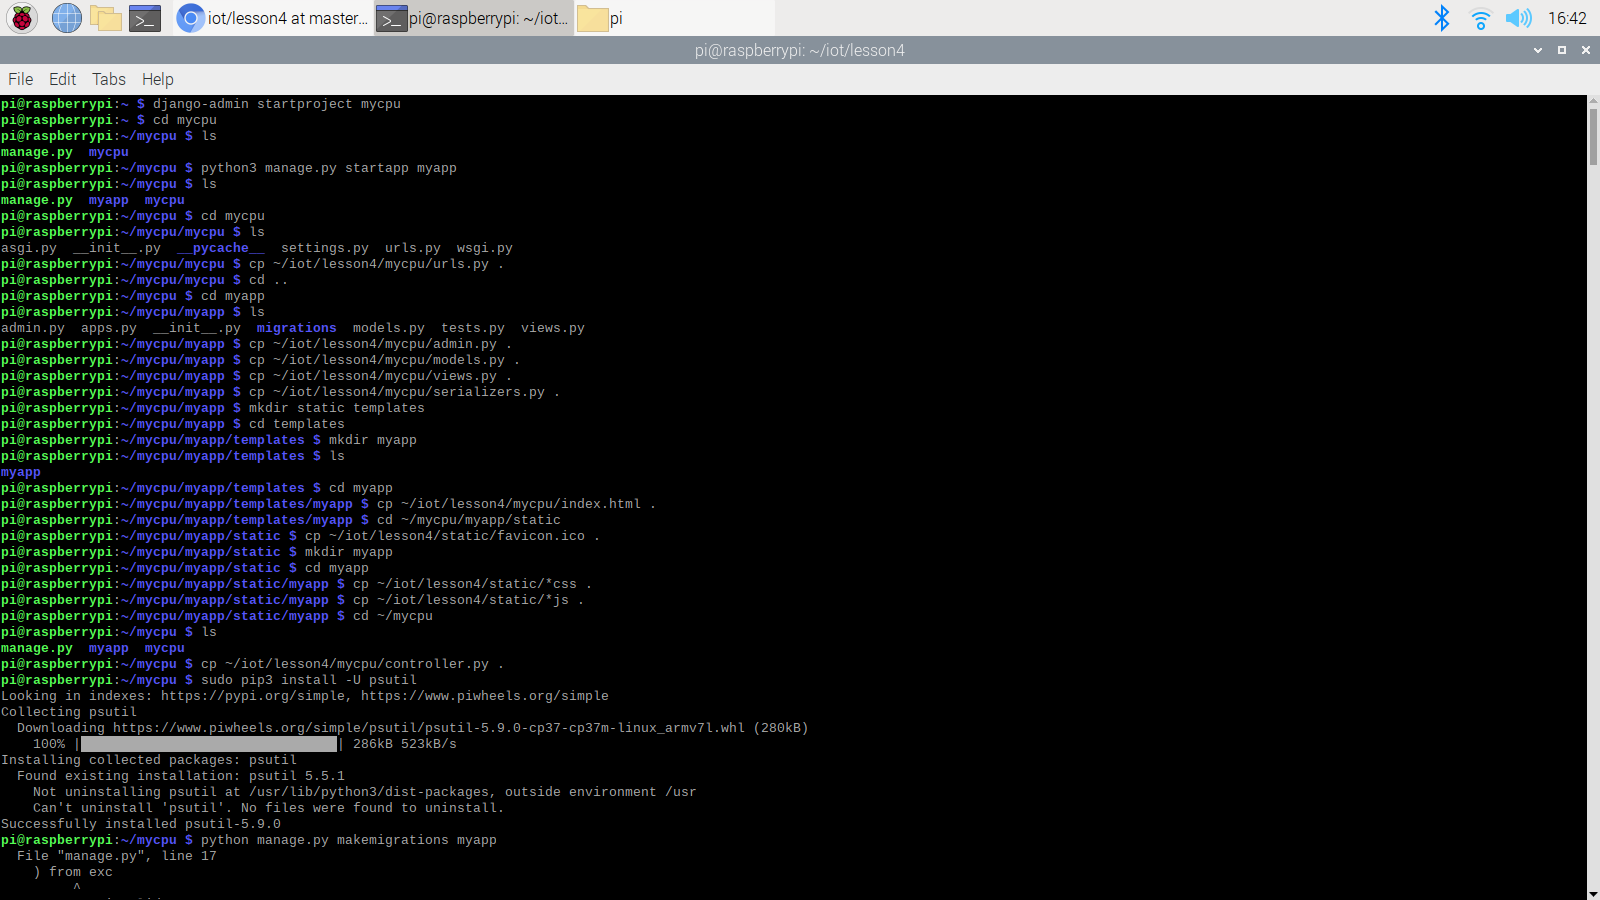 iot/lesson4 at master... pi@raspberrypi: ~/iot... pi 16:42
pi@raspberrypi: ~/iot/lesson4
File Edit Tabs Help
pi@raspberrypi:~ $ django-admin startproject mycpu
pi@raspberrypi:~ $ cd mycpu
pi@raspberrypi:~/mycpu $ ls
manage.py  mycpu
pi@raspberrypi:~/mycpu $ python3 manage.py startapp myapp
pi@raspberrypi:~/mycpu $ ls
manage.py  myapp  mycpu
pi@raspberrypi:~/mycpu $ cd mycpu
pi@raspberrypi:~/mycpu/mycpu $ ls
asgi.py  __init__.py  __pycache__  settings.py  urls.py  wsgi.py
pi@raspberrypi:~/mycpu/mycpu $ cp ~/iot/lesson4/mycpu/urls.py .
pi@raspberrypi:~/mycpu/mycpu $ cd ..
pi@raspberrypi:~/mycpu $ cd myapp
pi@raspberrypi:~/mycpu/myapp $ ls
admin.py  apps.py  __init__.py  migrations  models.py  tests.py  views.py
pi@raspberrypi:~/mycpu/myapp $ cp ~/iot/lesson4/mycpu/admin.py .
pi@raspberrypi:~/mycpu/myapp $ cp ~/iot/lesson4/mycpu/models.py .
pi@raspberrypi:~/mycpu/myapp $ cp ~/iot/lesson4/mycpu/views.py .
pi@raspberrypi:~/mycpu/myapp $ cp ~/iot/lesson4/mycpu/serializers.py .
pi@raspberrypi:~/mycpu/myapp $ mkdir static templates
pi@raspberrypi:~/mycpu/myapp $ cd templates
pi@raspberrypi:~/mycpu/myapp/templates $ mkdir myapp
pi@raspberrypi:~/mycpu/myapp/templates $ ls
myapp
pi@raspberrypi:~/mycpu/myapp/templates $ cd myapp
pi@raspberrypi:~/mycpu/myapp/templates/myapp $ cp ~/iot/lesson4/mycpu/index.html .
pi@raspberrypi:~/mycpu/myapp/templates/myapp $ cd ~/mycpu/myapp/static
pi@raspberrypi:~/mycpu/myapp/static $ cp ~/iot/lesson4/static/favicon.ico .
pi@raspberrypi:~/mycpu/myapp/static $ mkdir myapp
pi@raspberrypi:~/mycpu/myapp/static $ cd myapp
pi@raspberrypi:~/mycpu/myapp/static/myapp $ cp ~/iot/lesson4/static/*css .
pi@raspberrypi:~/mycpu/myapp/static/myapp $ cp ~/iot/lesson4/static/*js .
pi@raspberrypi:~/mycpu/myapp/static/myapp $ cd ~/mycpu
pi@raspberrypi:~/mycpu $ ls
manage.py  myapp  mycpu
pi@raspberrypi:~/mycpu $ cp ~/iot/lesson4/mycpu/controller.py .
pi@raspberrypi:~/mycpu $ sudo pip3 install -U psutil
Looking in indexes: https://pypi.org/simple, https://www.piwheels.org/simple
Collecting psutil
  Downloading https://www.piwheels.org/simple/psutil/psutil-5.9.0-cp37-cp37m-linux_armv7l.whl (280kB)
    100% | | 286kB 523kB/s
Installing collected packages: psutil
  Found existing installation: psutil 5.5.1
    Not uninstalling psutil at /usr/lib/python3/dist-packages, outside environment /usr
    Can't uninstall 'psutil'. No files were found to uninstall.
Successfully installed psutil-5.9.0
pi@raspberrypi:~/mycpu $ python manage.py makemigrations myapp
  File "manage.py", line 17
    ) from exc
         ^